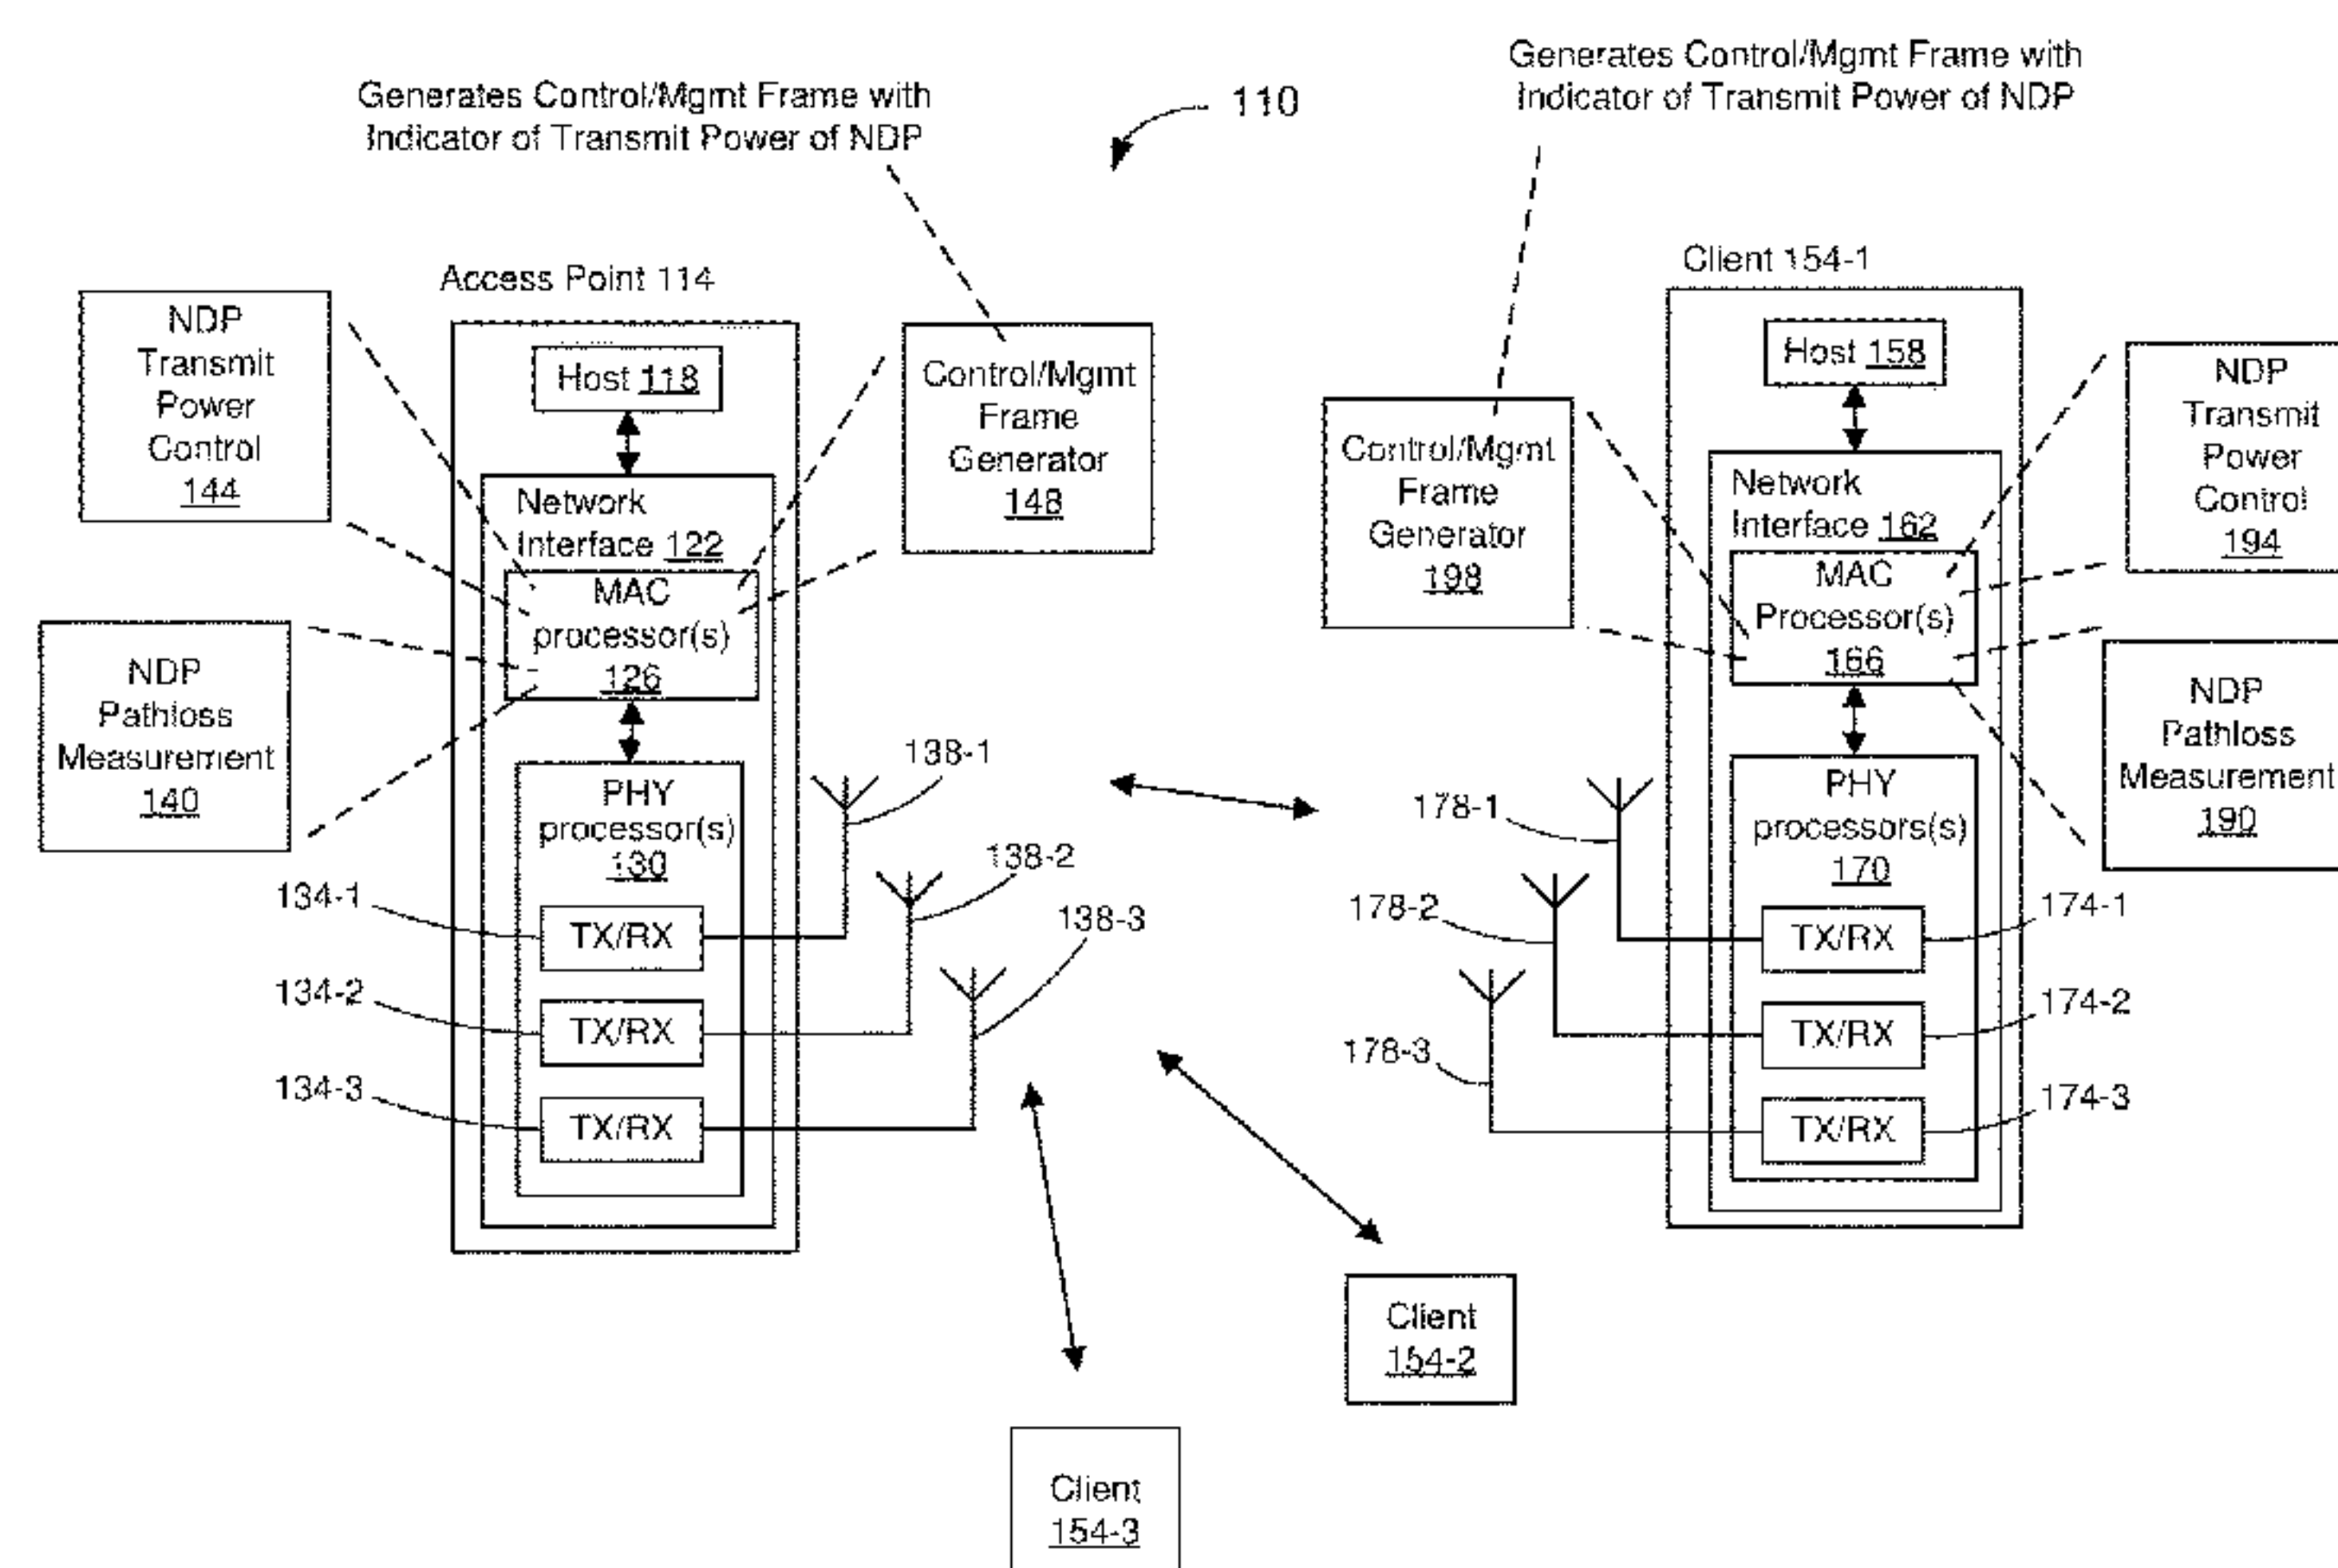 Generates Control/Mgmt Frame with
Indicator of Transmit Power of NDP
110
Generates Control/Mgmt Frame with
Indicator of Transmit Power of NDP
Access Point 114
NDP
Transmit
Power
Control
144
Host 118
Control/Mgmt
Frame
Generator
148
Network
Interface 122
MAC
processor(s)
126
NDP
Pathloss
Measurement
140
PHY
processor(s)
130
134-1
TX/RX
134-2
TX/RX
134-3
TX/RX
138-1
138-2
138-3
Client 154-1
Host 158
Control/Mgmt
Frame
Generator
198
Network
Interface 162
MAC
Processor(s)
166
NDP
Transmit
Power
Control
194
NDP
Pathloss
Measurement
190
PHY
processors(s)
170
178-1
178-2
178-3
TX/RX
174-1
TX/RX
174-2
TX/RX
174-3
Client
154-2
Client
154-3